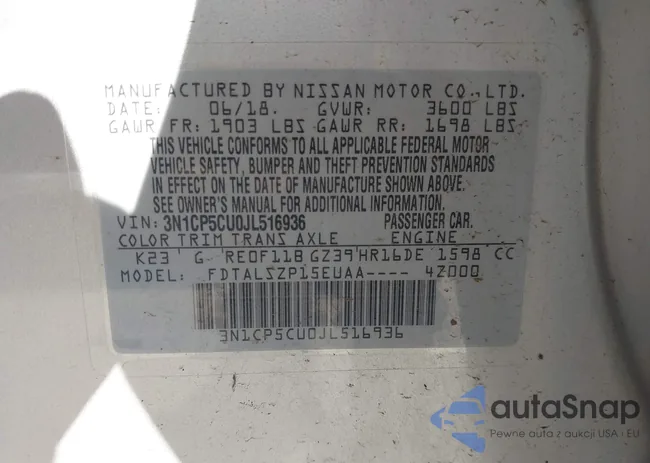 MANUFACTURED BY NISSAN MOTOR CO., LTD.
DATE: 06/18. GVWR: 3600 LBS
GAWR FR: 1903 LBS GAWR RR: 1698 LBS
THIS VEHICLE CONFORMS TO ALL APPLICABLE FEDERAL MOTOR
VEHICLE SAFETY, BUMPER AND THEFT PREVENTION STANDARDS
IN EFFECT ON THE DATE OF MANUFACTURE SHOWN ABOVE.
SEE OWNER'S MANUAL FOR ADDITIONAL INFORMATION.
VIN: 3N1CP5CU0JL516936 PASSENGER CAR.
COLOR TRIM TRANS AXLE ENGINE
K23 G RE0F11B GZ39 HR16DE 1598 CC
MODEL: FDTALSZP15EUAA---- 4Z000
3N1CP5CU0JL516936
autaSnap
Pewne auta z aukcji USA i EU